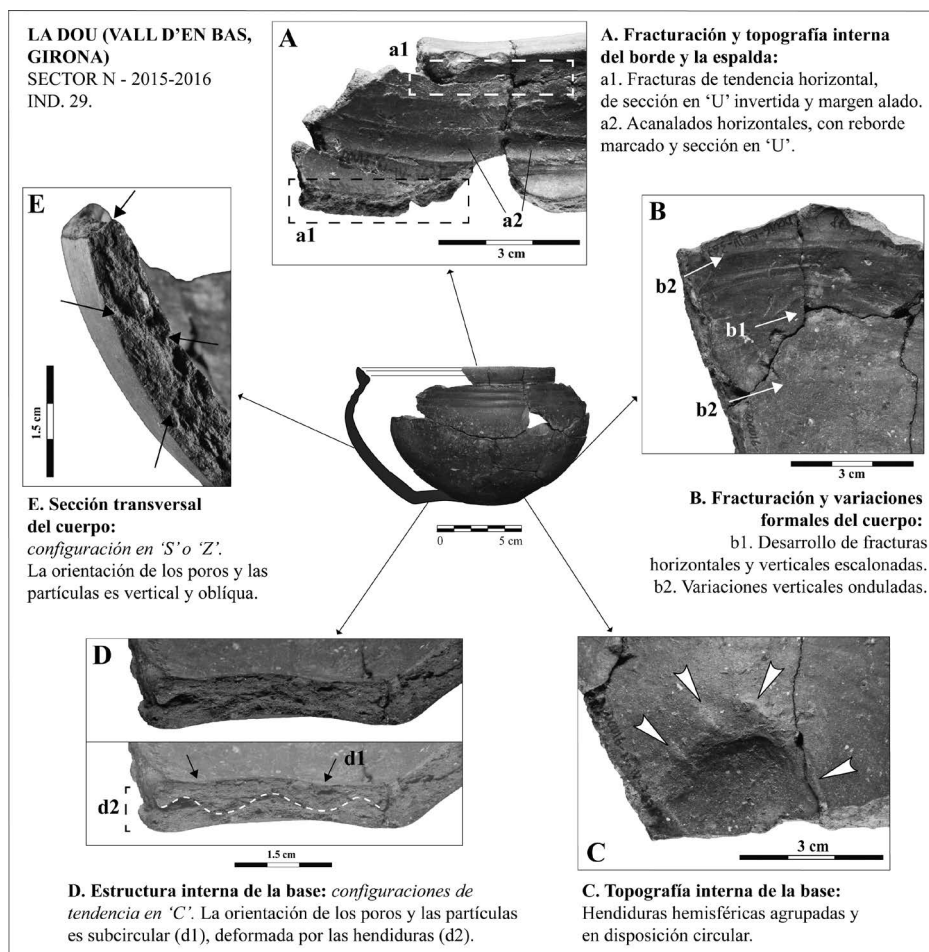 LA DOU (VALL D'EN BAS,
GIRONA)
SECTOR N - 2015-2016
IND. 29.
A
a1
a2
a1
3 cm
A. Fracturación y topografía interna
del borde y la espalda:
a1. Fracturas de tendencia horizontal,
de sección en 'U' invertida y margen alado.
a2. Acanalados horizontales, con reborde
marcado y sección en 'U'.
E
1.5 cm
B
b2
b1
b2
3 cm
0 5 cm
E. Sección transversal
del cuerpo:
configuración en 'S' o 'Z'.
La orientación de los poros y las
partículas es vertical y oblíqua.
B. Fracturación y variaciones
formales del cuerpo:
b1. Desarrollo de fracturas
horizontales y verticales escalonadas.
b2. Variaciones verticales onduladas.
D
d1
d2
1.5 cm
C
3 cm
D. Estructura interna de la base: configuraciones de
tendencia en 'C'. La orientación de los poros y las partículas
es subcircular (d1), deformada por las hendiduras (d2).
C. Topografía interna de la base:
Hendiduras hemisféricas agrupadas y
en disposición circular.